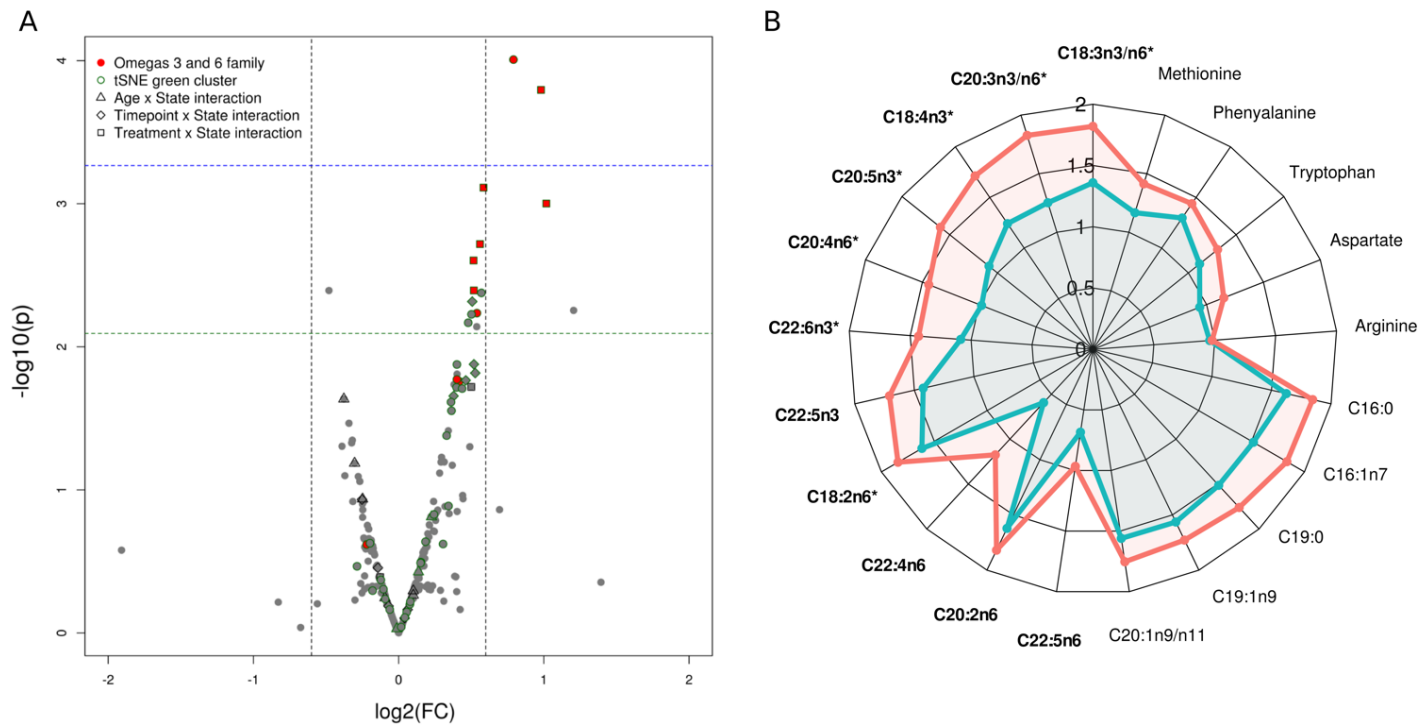 A
Omegas 3 and 6 family
tSNE green cluster
Age x State interaction
Timepoint x State interaction
Treatment x State interaction
4
3
2
1
0
-log10(p)
-2
-1
0
1
2
log2(FC)
B
C18:3n3/n6*
Methionine
Phenyalanine
Tryptophan
Aspartate
Arginine
C16:0
C16:1n7
C19:0
C19:1n9
C20:1n9/n11
C22:5n6
C20:2n6
C22:4n6
C18:2n6*
C22:5n3
C22:6n3*
C20:4n6*
C20:5n3*
C18:4n3*
C20:3n3/n6*
2
1.5
1
0.5
0